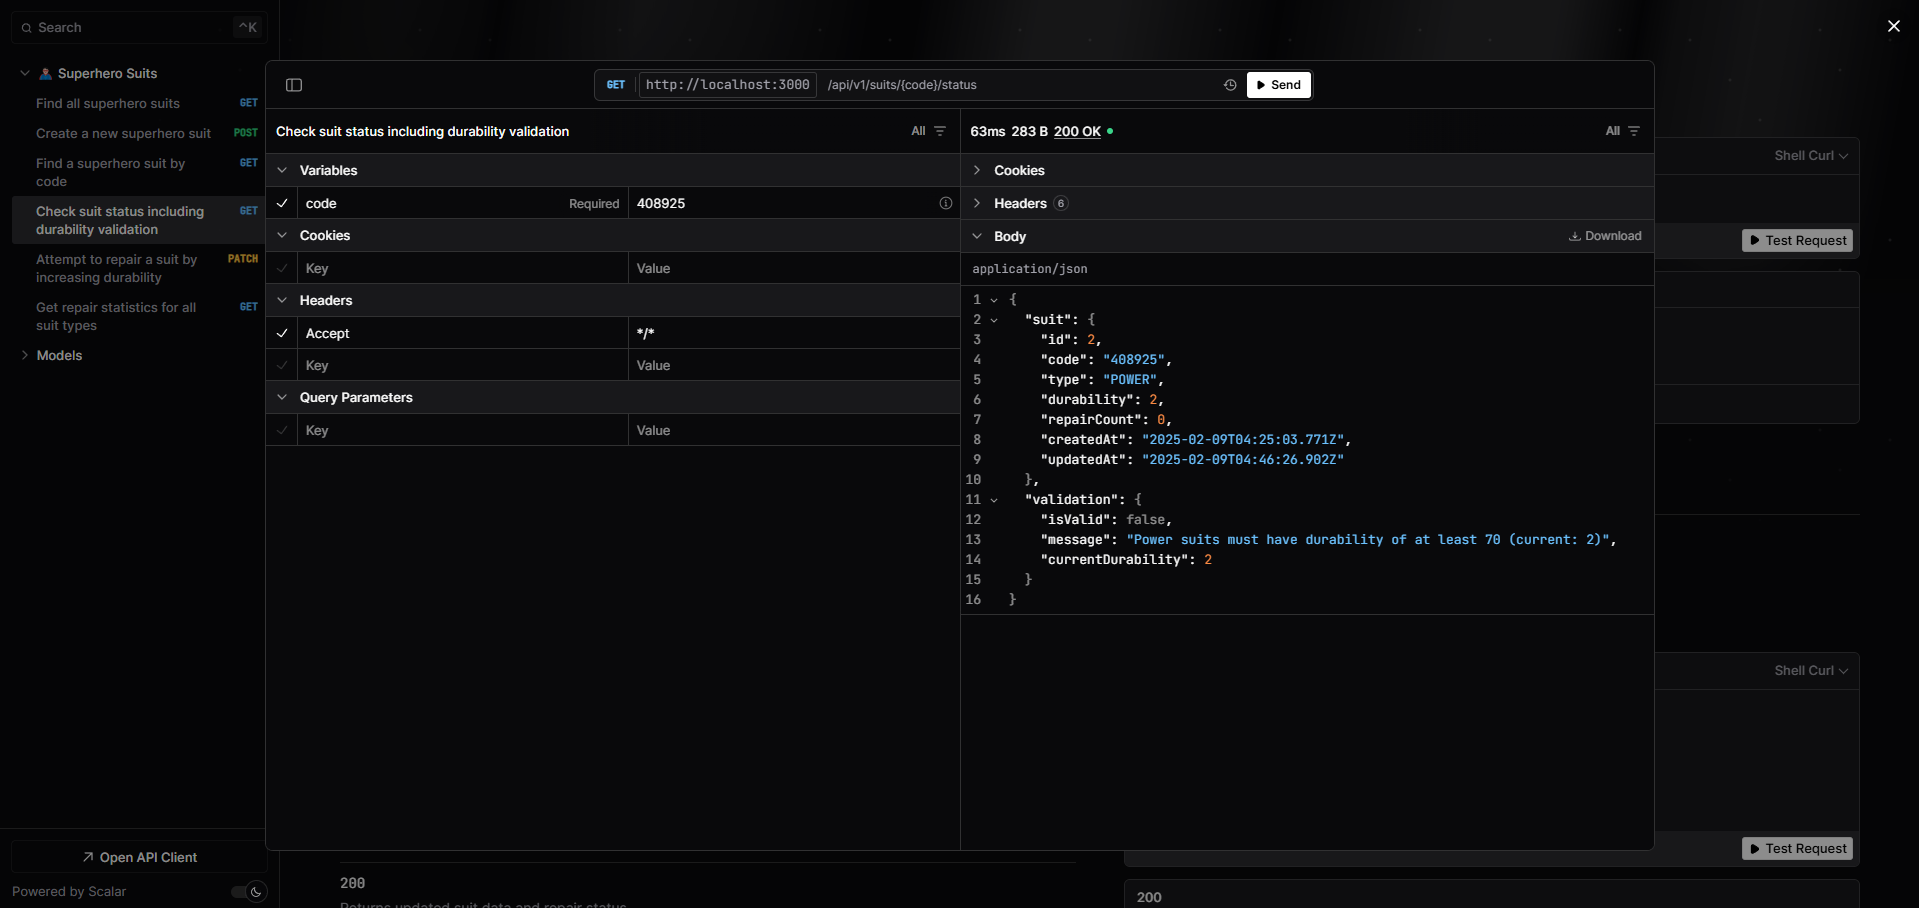 Search
^K
Superhero Suits
Find all superhero suits GET
Create a new superhero suit POST
Find a superhero suit by GET
code
Check suit status including GET
durability validation
Attempt to repair a suit by PATCH
increasing durability
Get repair statistics for all GET
suit types
Models
Open API Client
Powered by Scalar
GET http://localhost:3000 /api/v1/suits/{code}/status Send
Check suit status including durability validation All
Variables
code Required 408925
Cookies
Key Value
Headers
Accept */*
Key Value
Query Parameters
Key Value
63ms 283 B 200 OK All
Cookies
Headers 6
Body Download
application/json
1 {
2 "suit": {
3 "id": 2,
4 "code": "408925",
5 "type": "POWER",
6 "durability": 2,
7 "repairCount": 0,
8 "createdAt": "2025-02-09T04:25:03.771Z",
9 "updatedAt": "2025-02-09T04:46:26.902Z"
10 },
11 "validation": {
12 "isValid": false,
13 "message": "Power suits must have durability of at least 70 (current: 2)",
14 "currentDurability": 2
15 }
16 }
Shell Curl
Test Request
Shell Curl
Test Request
200
Returns updated suit data and repair status
200